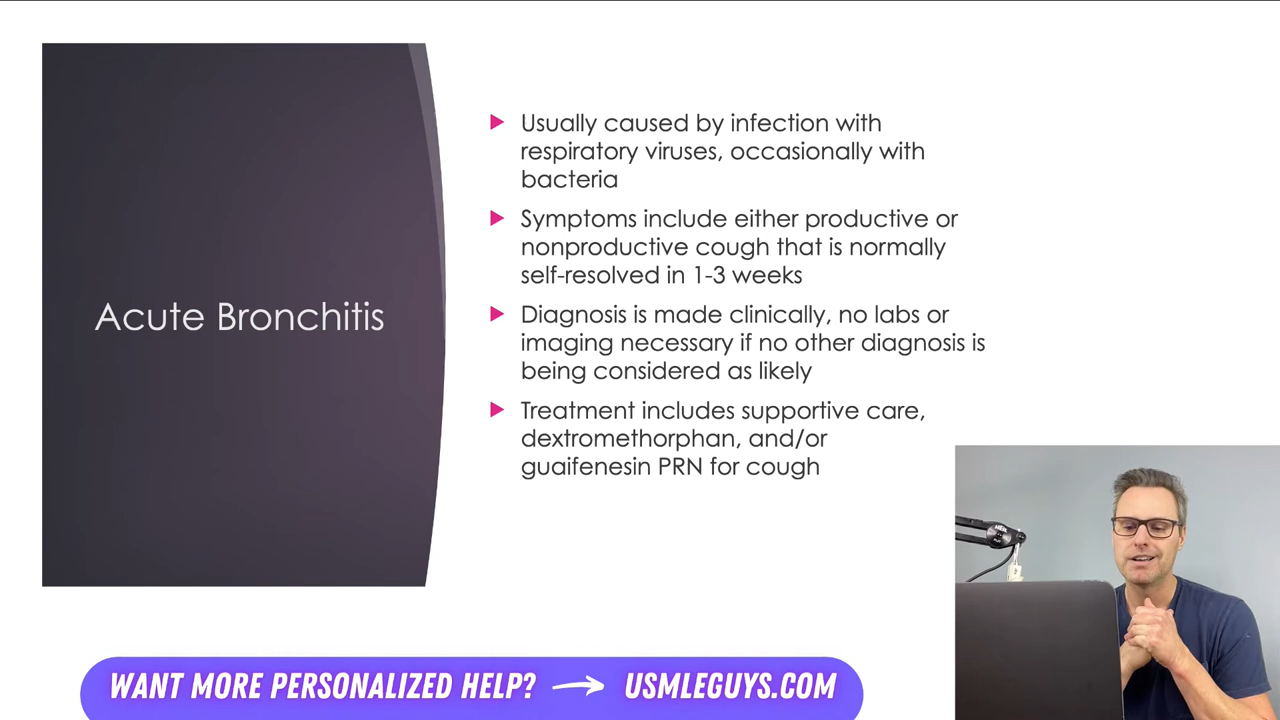 Acute Bronchitis
Usually caused by infection with
respiratory viruses, occasionally with
bacteria
Symptoms include either productive or
nonproductive cough that is normally
self-resolved in 1-3 weeks
Diagnosis is made clinically, no labs or
imaging necessary if no other diagnosis is
being considered as likely
Treatment includes supportive care,
dextromethorphan, and/or
guaifenesin PRN for cough
WANT MORE PERSONALIZED HELP? → USMLEGUYS.COM